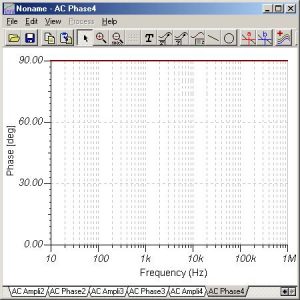 Noname - AC Phase4
File Edit View Process Help
T
a b
90.00
60.00
30.00
0.00
Phase [deg]
10 100 1k 10k 100k 1M
Frequency (Hz)
AC Ampli2 AC Phase2 AC Ampli3 AC Phase3 AC Ampli4 AC Phase4